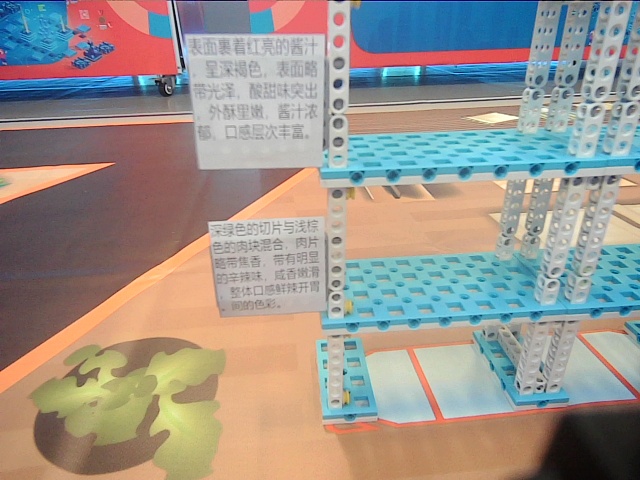 表面裹着红亮的酱汁
呈深褐色，表面略
带光泽，酸甜味突出
，外酥里嫩，酱汁浓
郁，口感层次丰富。
深绿色的切片与浅棕
色的肉块混合，肉片
略带焦香，带有明显
的辛辣味，咸香嫩滑
，整体口感鲜辣开胃
，间的色彩。